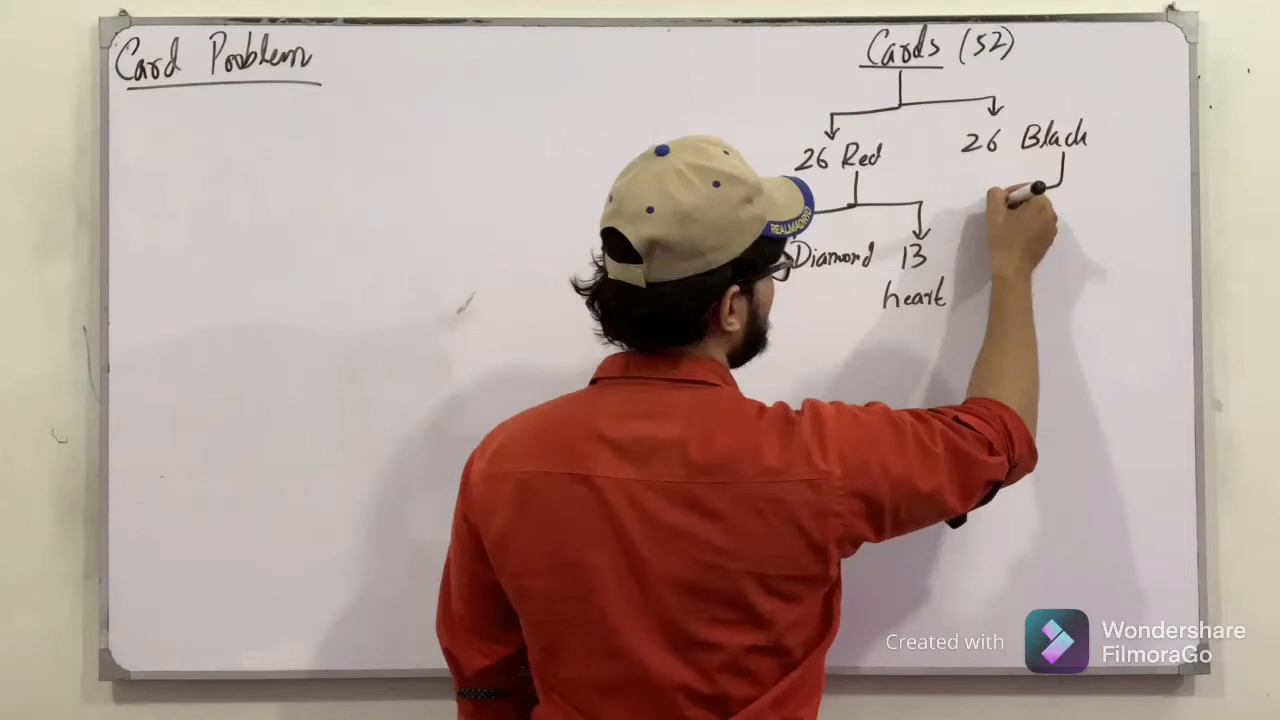 Card Problem
Cards (52)
26 Red
26 Black
Diamond
13
heart
REALMADRID
Created with
Wondershare
FilmoraGo